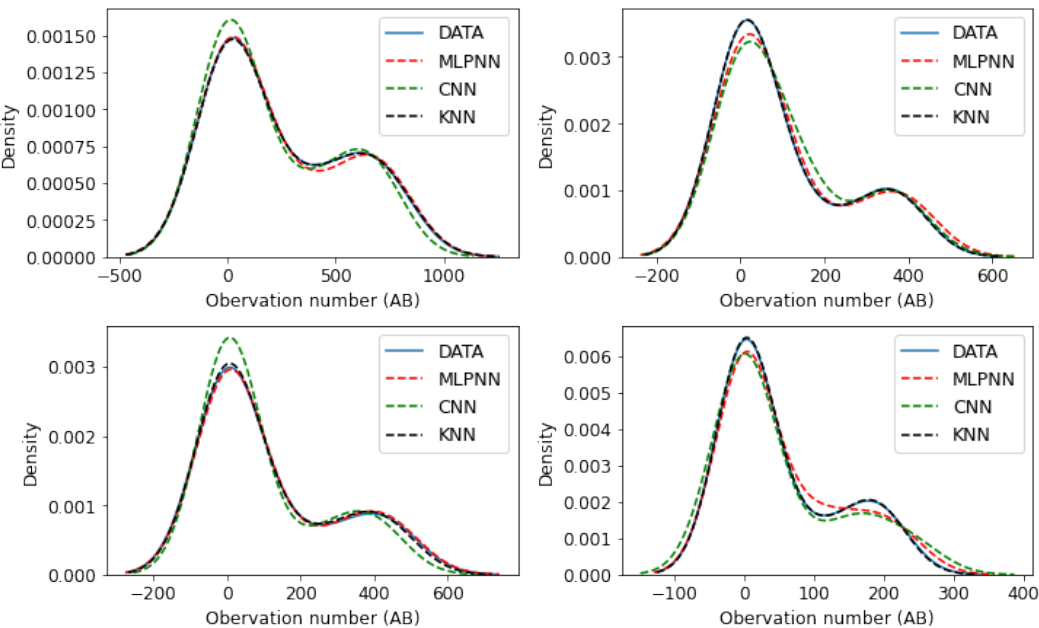 DATA
MLPNN
CNN
KNN
0.00150
0.00125
0.00100
0.00075
0.00050
0.00025
0.00000
Density
−500
0
500
1000
Obervation number (AB)
DATA
MLPNN
CNN
KNN
0.003
0.002
0.001
0.000
Density
−200
0
200
400
600
Obervation number (AB)
DATA
MLPNN
CNN
KNN
0.003
0.002
0.001
0.000
Density
−200
0
200
400
600
Obervation number (AB)
DATA
MLPNN
CNN
KNN
0.006
0.005
0.004
0.003
0.002
0.001
0.000
Density
−100
0
100
200
300
400
Obervation number (AB)